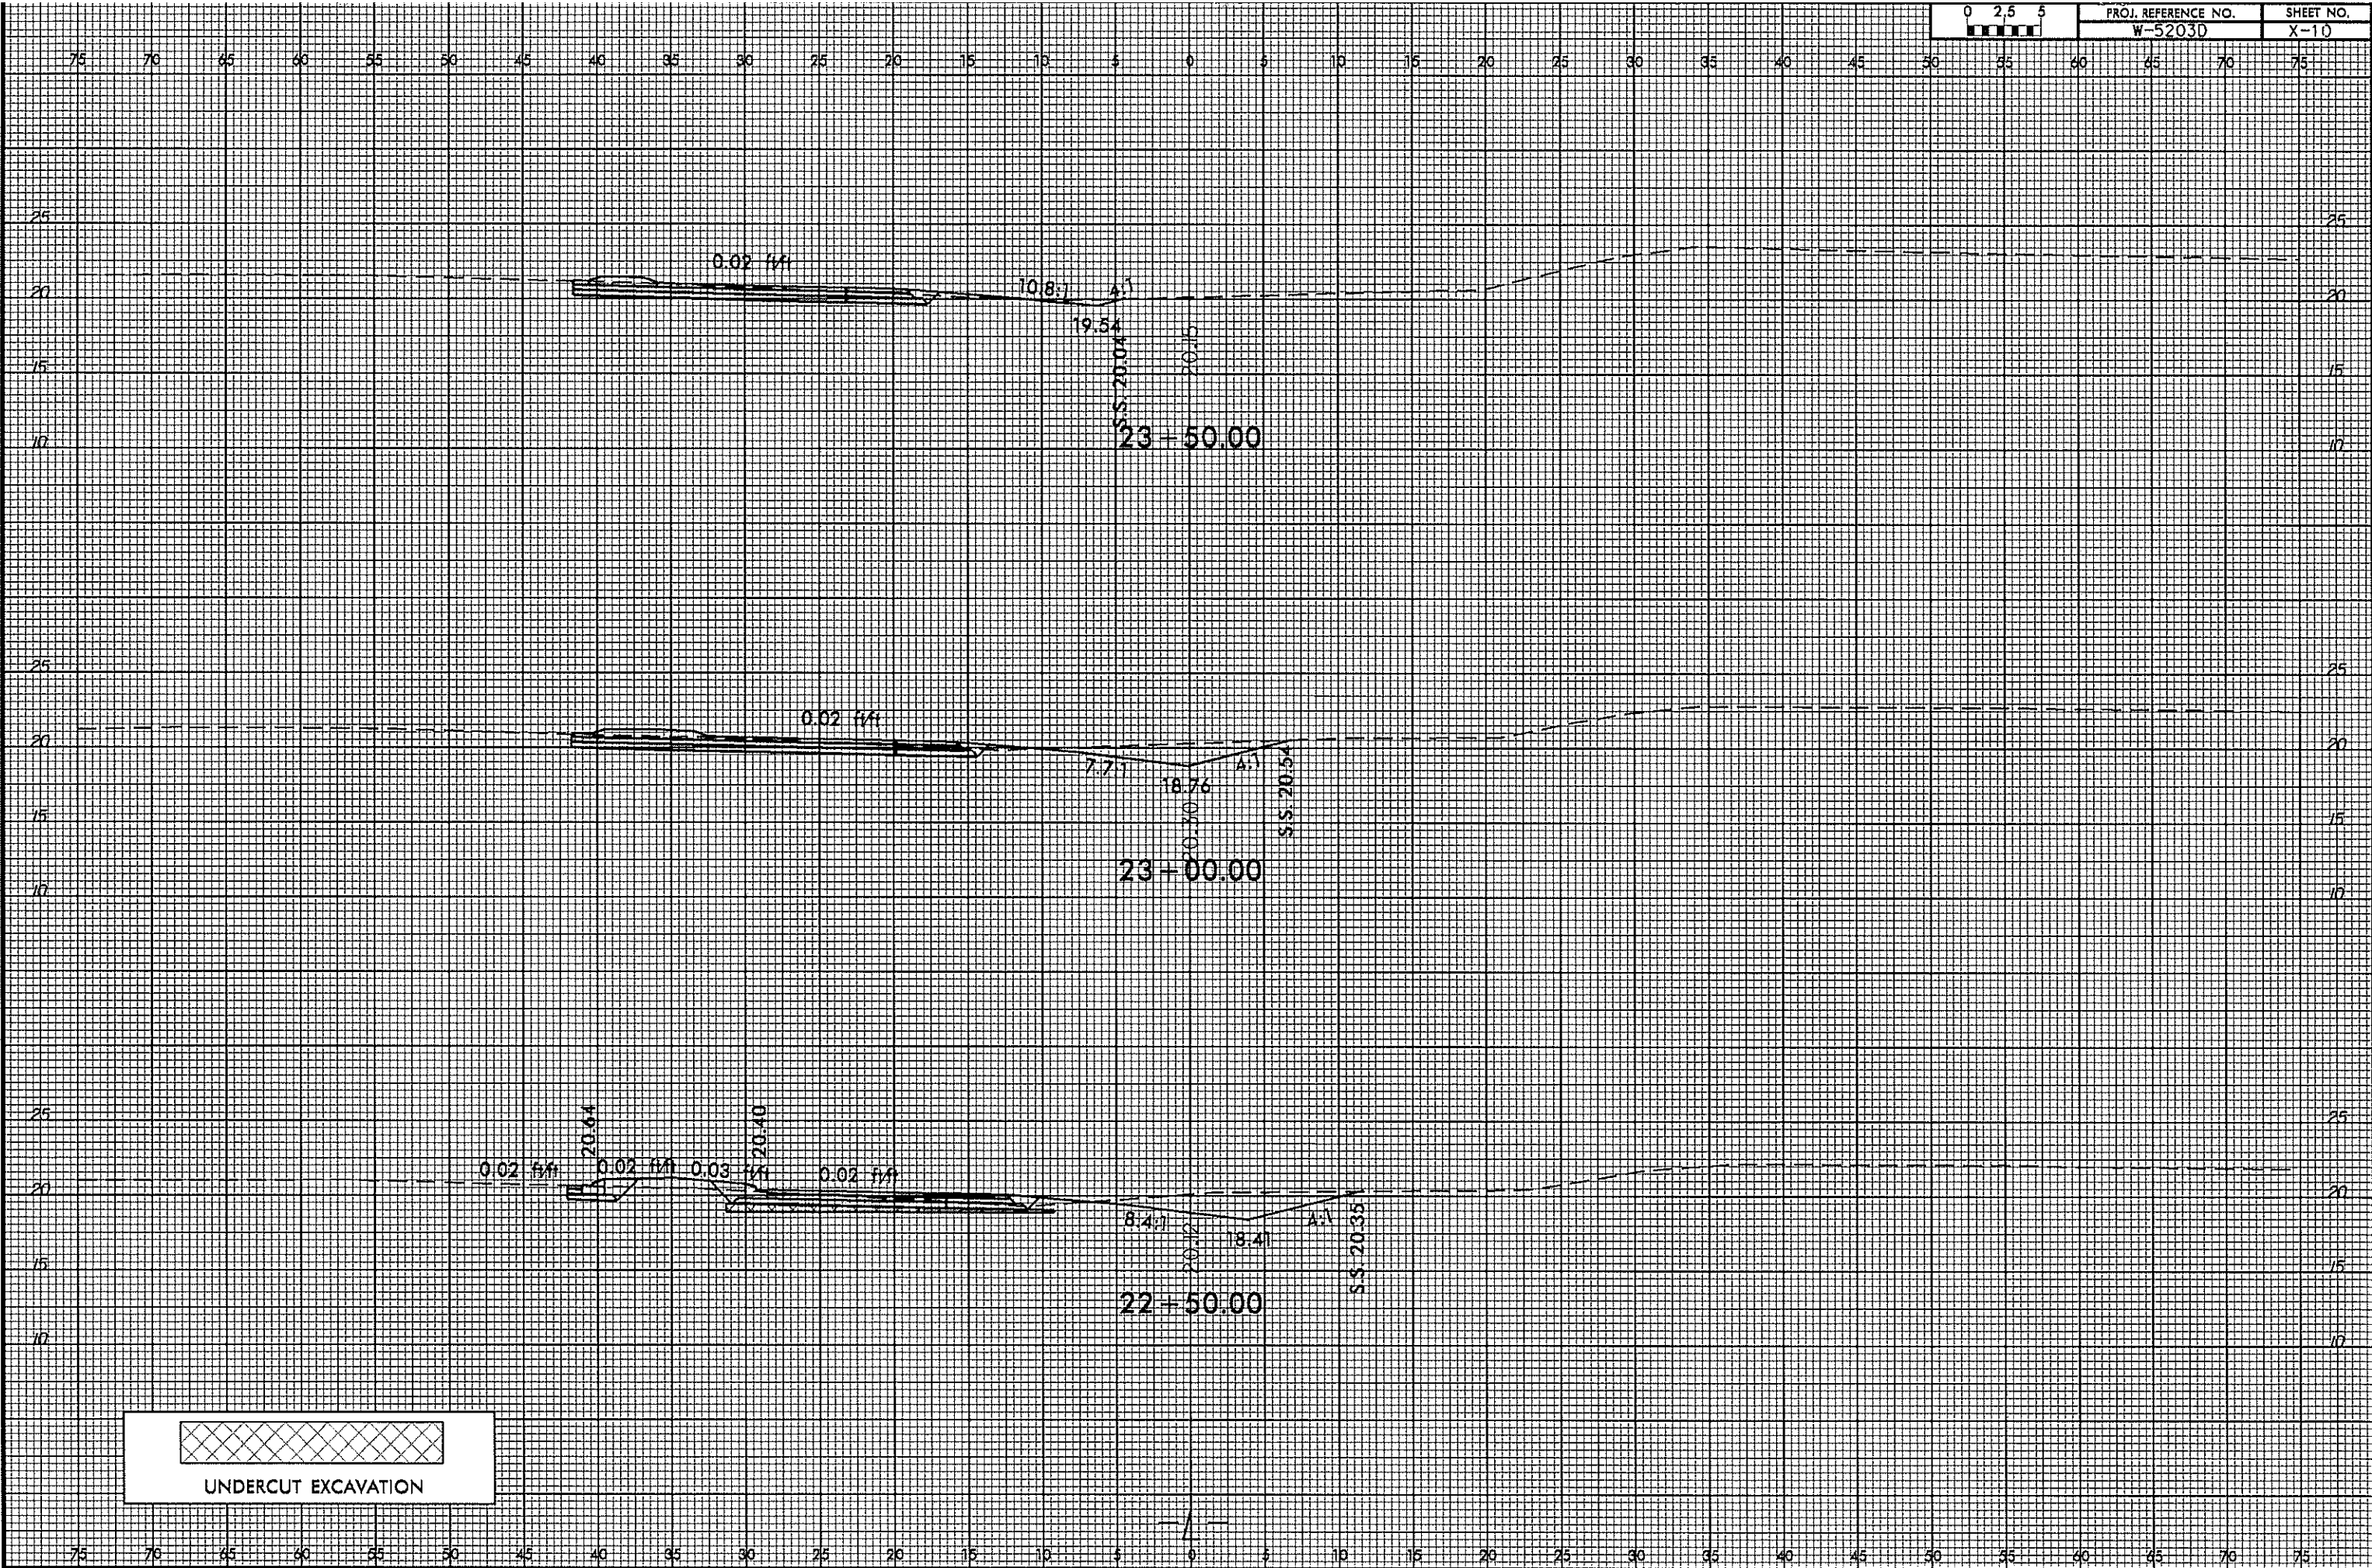 0 2.5 5
PROJ. REFERENCE NO.
SHEET NO.
W-5203D
X-10
75 70 65 60 55 50 45 40 35 30 25 20 15 10 5 0 5 10 15 20 25 30 35 40 45 50 55 60 65 70 75
25 25
0.02 ft/ft
10.8:1 4:1
20 20
19.54
S.S. 20.04
20.15
15 15
23+50.00
10 10
25 25
0.02 ft/ft
20 20
7.7:1 4:1
18.76
S.S. 20.54
20.30
15 15
23+00.00
10 10
25 25
20.64
20.40
0.02 ft/ft 0.02 ft/ft 0.03 ft/ft 0.02 ft/ft
20 20
8.4:1 4:1
18.41
20.12
S.S. 20.35
15 15
22+50.00
10 10
UNDERCUT EXCAVATION
75 70 65 60 55 50 45 40 35 30 25 20 15 10 5 0 5 10 15 20 25 30 35 40 45 50 55 60 65 70 75